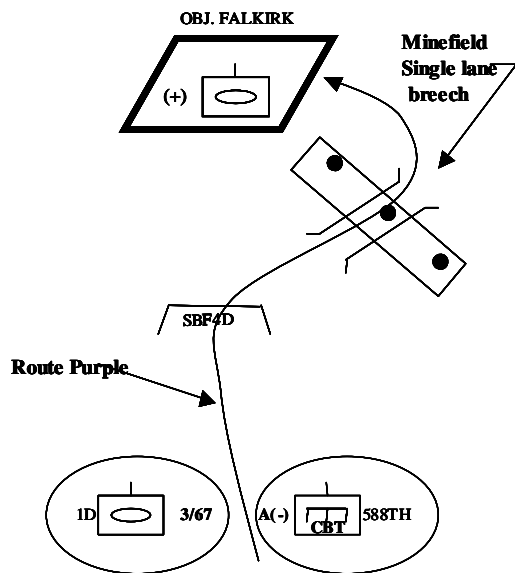 OBJ. FALKIRK
Minefield
Single lane
breech
(+)
SBF4D
Route Purple
1D
3/67
A(-)
CBT
588TH